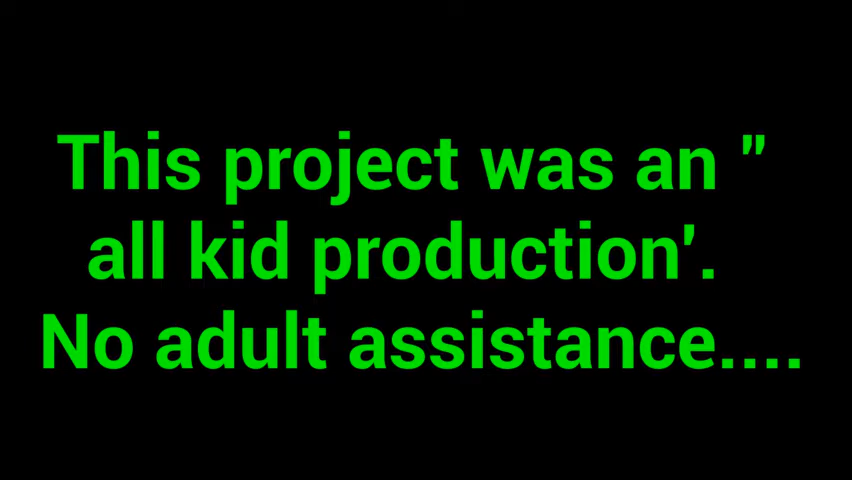 This project was an "
all kid production'.
No adult assistance....